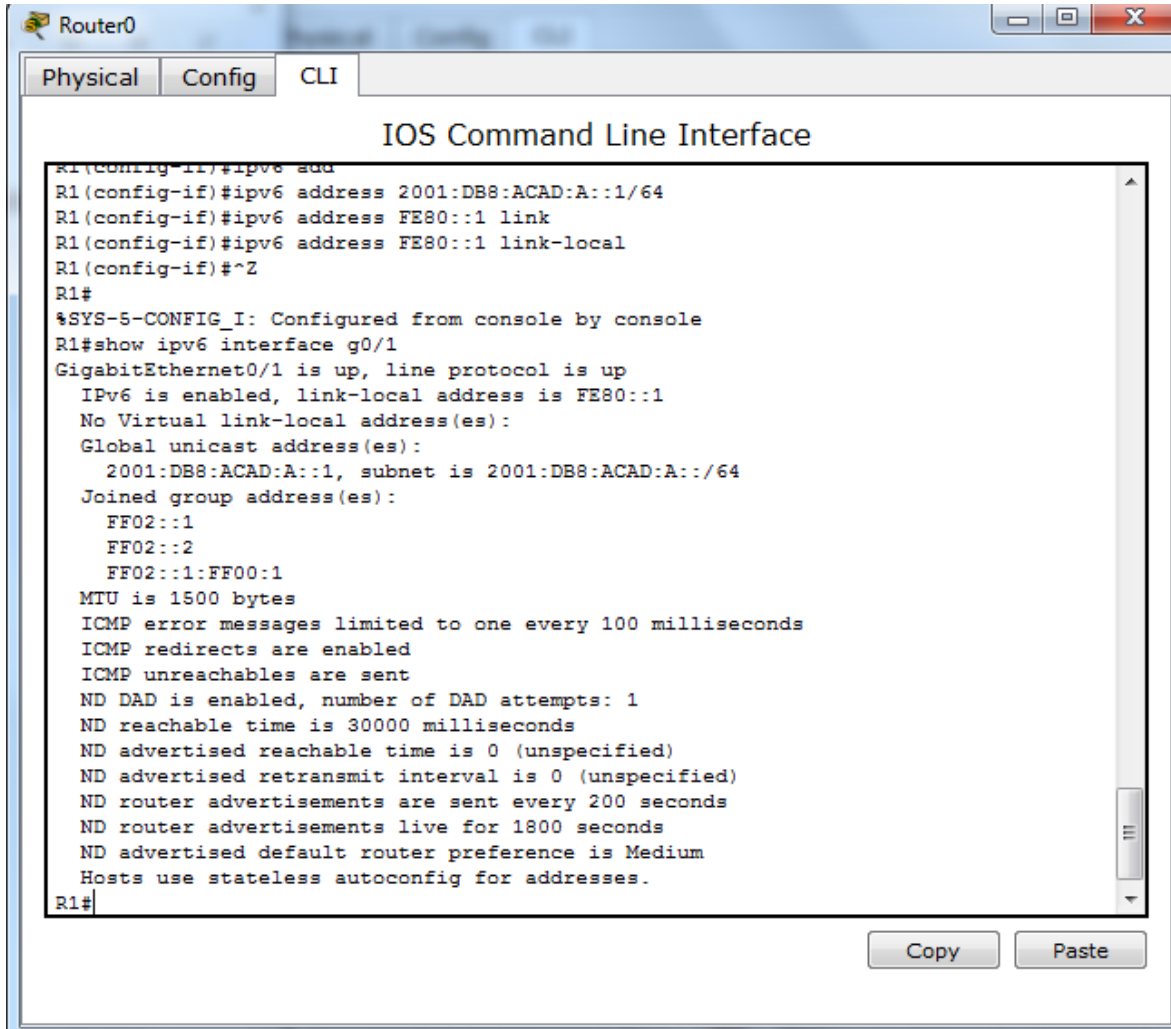 Router0
Physical Config CLI
IOS Command Line Interface
R1(config-if)#ipv6 add
R1(config-if)#ipv6 address 2001:DB8:ACAD:A::1/64
R1(config-if)#ipv6 address FE80::1 link
R1(config-if)#ipv6 address FE80::1 link-local
R1(config-if)#^Z
R1#
%SYS-5-CONFIG_I: Configured from console by console
R1#show ipv6 interface g0/1
GigabitEthernet0/1 is up, line protocol is up
IPv6 is enabled, link-local address is FE80::1
No Virtual link-local address(es):
Global unicast address(es):
2001:DB8:ACAD:A::1, subnet is 2001:DB8:ACAD:A::/64
Joined group address(es):
FF02::1
FF02::2
FF02::1:FF00:1
MTU is 1500 bytes
ICMP error messages limited to one every 100 milliseconds
ICMP redirects are enabled
ICMP unreachables are sent
ND DAD is enabled, number of DAD attempts: 1
ND reachable time is 30000 milliseconds
ND advertised reachable time is 0 (unspecified)
ND advertised retransmit interval is 0 (unspecified)
ND router advertisements are sent every 200 seconds
ND router advertisements live for 1800 seconds
ND advertised default router preference is Medium
Hosts use stateless autoconfig for addresses.
R1#
Copy Paste